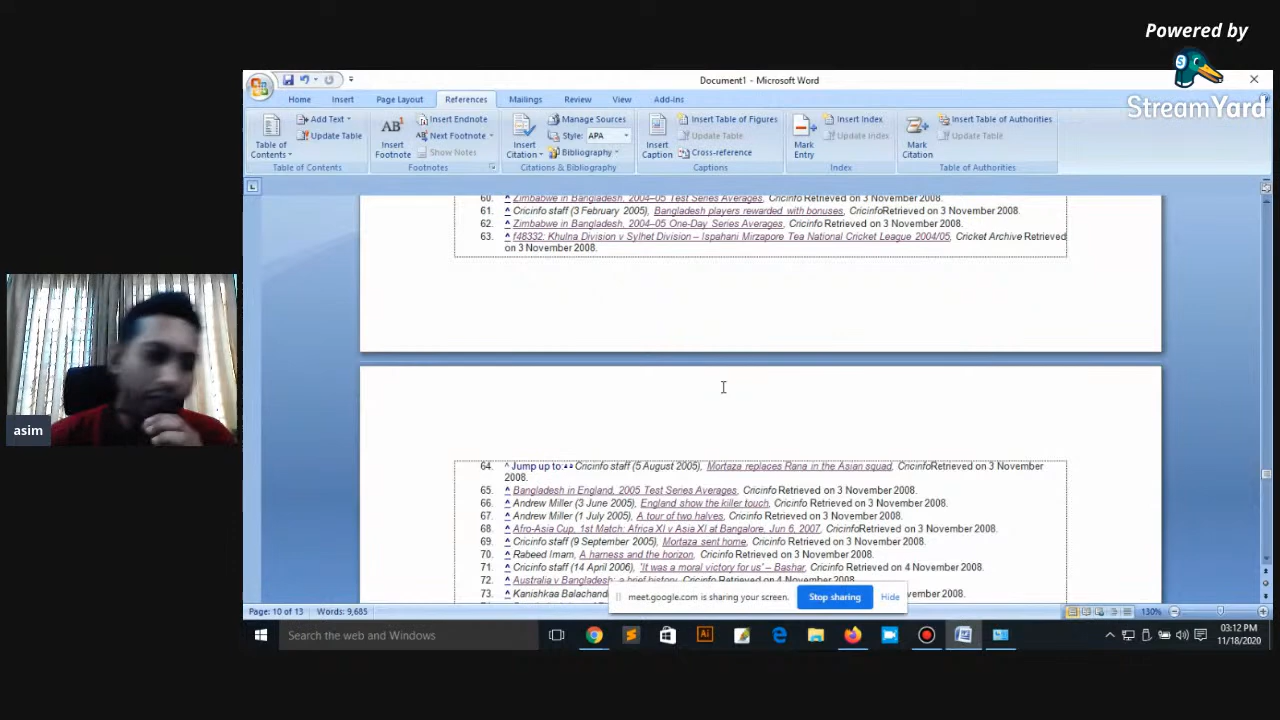 Powered by
StreamYard
Document1 - Microsoft Word
Home Insert Page Layout References Mailings Review View Add-Ins
Table of Contents
Add Text
Update Table
Table of Contents
AB¹
Insert Footnote
Insert Endnote
Next Footnote
Show Notes
Footnotes
Insert Citation
Manage Sources
Style: APA
Bibliography
Citations & Bibliography
Insert Caption
Insert Table of Figures
Update Table
Cross-reference
Captions
Mark Entry
Insert Index
Update Index
Index
Mark Citation
Insert Table of Authorities
Update Table
Table of Authorities
60. ^ Zimbabwe in Bangladesh, 2004–05 Test Series Averages, Cricinfo Retrieved on 3 November 2008.
61. ^ Cricinfo staff (3 February 2005), Bangladesh players rewarded with bonuses, CricinfoRetrieved on 3 November 2008.
62. ^ Zimbabwe in Bangladesh, 2004–05 One-Day Series Averages, Cricinfo Retrieved on 3 November 2008.
63. ^ f48332: Khulna Division v Sylhet Division – Ispahani Mirzapore Tea National Cricket League 2004/05, Cricket Archive Retrieved
on 3 November 2008.
64. ^ Jump up to: Cricinfo staff (5 August 2005), Mortaza replaces Rana in the Asian squad, CricinfoRetrieved on 3 November
2008.
65. ^ Bangladesh in England, 2005 Test Series Averages, Cricinfo Retrieved on 3 November 2008.
66. ^ Andrew Miller (3 June 2005), England show the killer touch, Cricinfo Retrieved on 3 November 2008.
67. ^ Andrew Miller (1 July 2005), A tour of two halves, Cricinfo Retrieved on 3 November 2008.
68. ^ Afro-Asia Cup, 1st Match: Africa XI v Asia XI at Bangalore, Jun 6, 2007, CricinfoRetrieved on 3 November 2008.
69. ^ Cricinfo staff (9 September 2005), Mortaza sent home, Cricinfo Retrieved on 3 November 2008.
70. ^ Rabeed Imam, A harness and the horizon, Cricinfo Retrieved on 3 November 2008.
71. ^ Cricinfo staff (14 April 2006), 'It was a moral victory for us' – Bashar, Cricinfo Retrieved on 4 November 2008.
72. ^ Australia v Bangladesh: a brief history, Cricinfo Retrieved on 4 November 2008.
73. ^ Kanishkaa Balachand ovember 2008.
asim
meet.google.com is sharing your screen. Stop sharing Hide
Page: 10 of 13 Words: 9,685 130%
Search the web and Windows
03:12 PM
11/18/2020